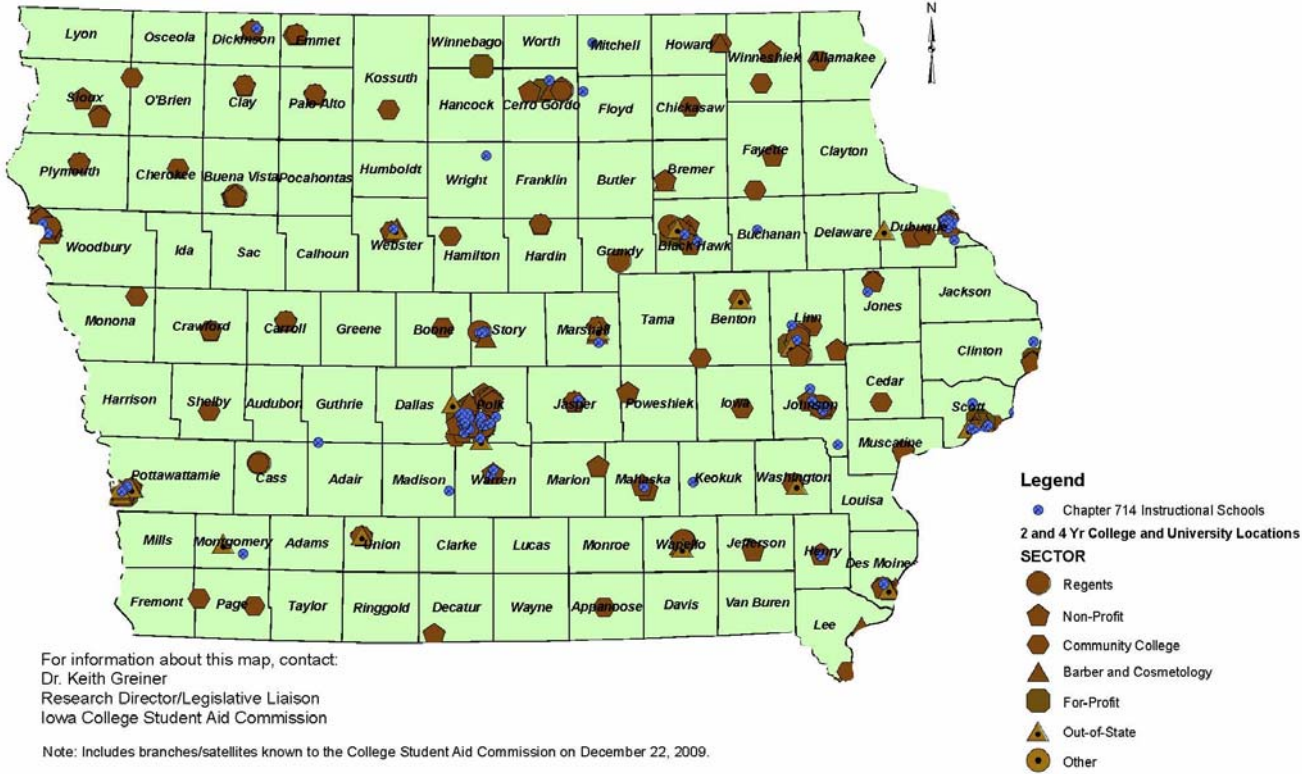 N
Lyon
Osceola
Dickinson
Emmet
Winnebago
Worth
Mitchell
Howard
Winneshiek
Allamakee
Kossuth
Sioux
O'Brien
Clay
Palo Alto
Hancock
Cerro Gordo
Floyd
Chickasaw
Fayette
Clayton
Plymouth
Cherokee
Buena Vista
Pocahontas
Humboldt
Wright
Franklin
Butler
Bremer
Woodbury
Ida
Sac
Calhoun
Webster
Hamilton
Hardin
Grundy
Black Hawk
Buchanan
Delaware
Dubuque
Monona
Crawford
Carroll
Greene
Boone
Story
Marshall
Tama
Benton
Linn
Jones
Jackson
Clinton
Harrison
Shelby
Audubon
Guthrie
Dallas
Polk
Jasper
Poweshiek
Iowa
Johnson
Cedar
Scott
Muscatine
Pottawattamie
Cass
Adair
Madison
Warren
Marion
Mahaska
Keokuk
Washington
Louisa
Mills
Montgomery
Adams
Union
Clarke
Lucas
Monroe
Wapello
Jefferson
Henry
Des Moine
Fremont
Page
Taylor
Ringgold
Decatur
Wayne
Appanoose
Davis
Van Buren
Lee
Legend
Chapter 714 Instructional Schools
2 and 4 Yr College and University Locations
SECTOR
Regents
Non-Profit
Community College
Barber and Cosmetology
For-Profit
Out-of-State
Other
For information about this map, contact:
Dr. Keith Greiner
Research Director/Legislative Liaison
Iowa College Student Aid Commission
Note: Includes branches/satellites known to the College Student Aid Commission on December 22, 2009.